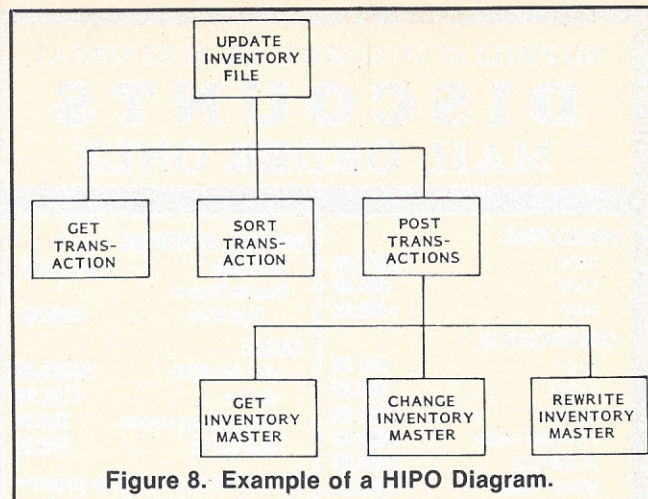 UPDATE
INVENTORY
FILE
GET
TRANS-
ACTION
SORT
TRANS-
ACTION
POST
TRANS-
ACTIONS
GET
INVENTORY
MASTER
CHANGE
INVENTORY
MASTER
REWRITE
INVENTORY
MASTER
Figure 8. Example of a HIPO Diagram.